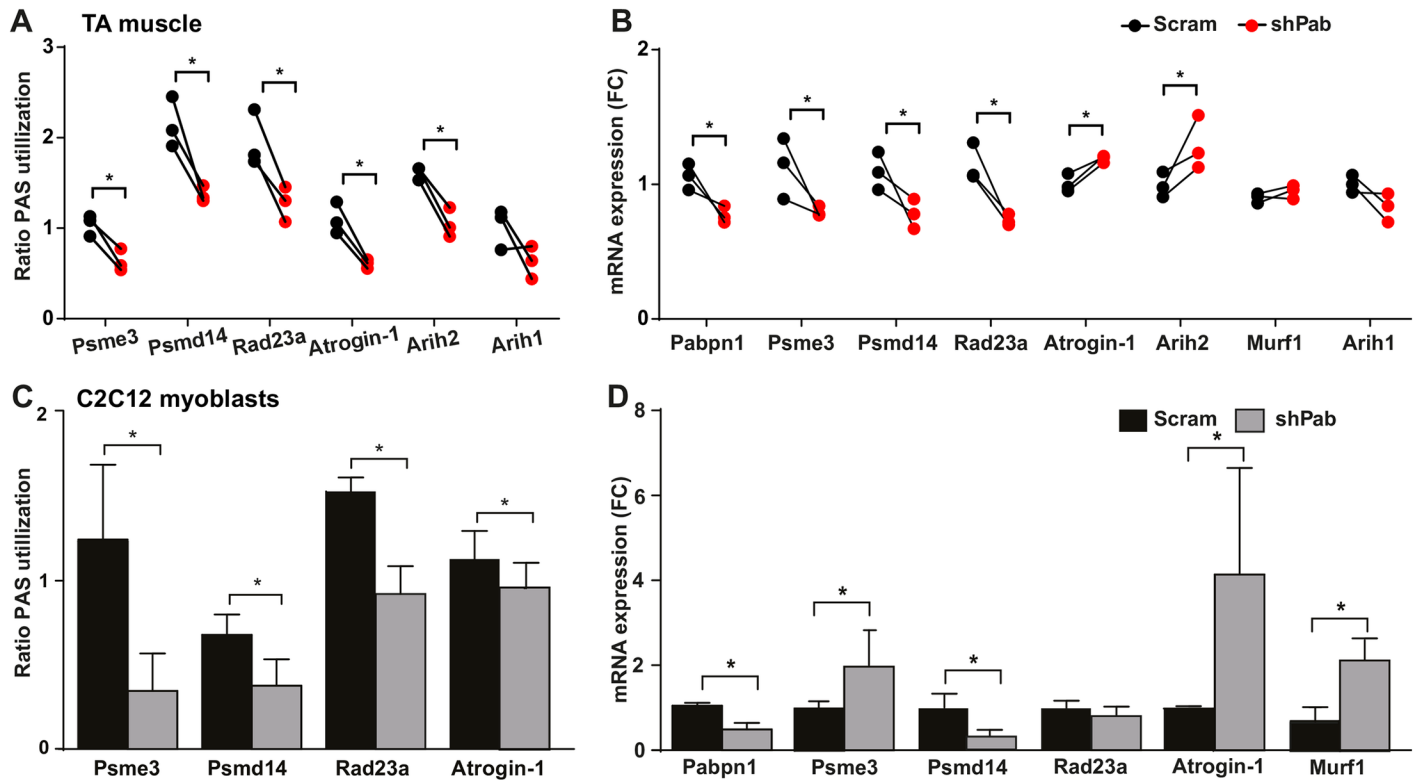 A TA muscle
Ratio PAS utilization
3
2
1
0
* * * * *
Psme3 Psmd14 Rad23a Atrogin-1 Arih2 Arih1
B
Scram shPab
mRNA expression (FC)
2
1
0
* * * * * *
Pabpn1 Psme3 Psmd14 Rad23a Atrogin-1 Arih2 Murf1 Arih1
C C2C12 myoblasts
Ratio PAS utilization
2
1
0
* * * *
Psme3 Psmd14 Rad23a Atrogin-1
D
Scram shPab
mRNA expression (FC)
8
6
4
2
0
* * * * *
Pabpn1 Psme3 Psmd14 Rad23a Atrogin-1 Murf1